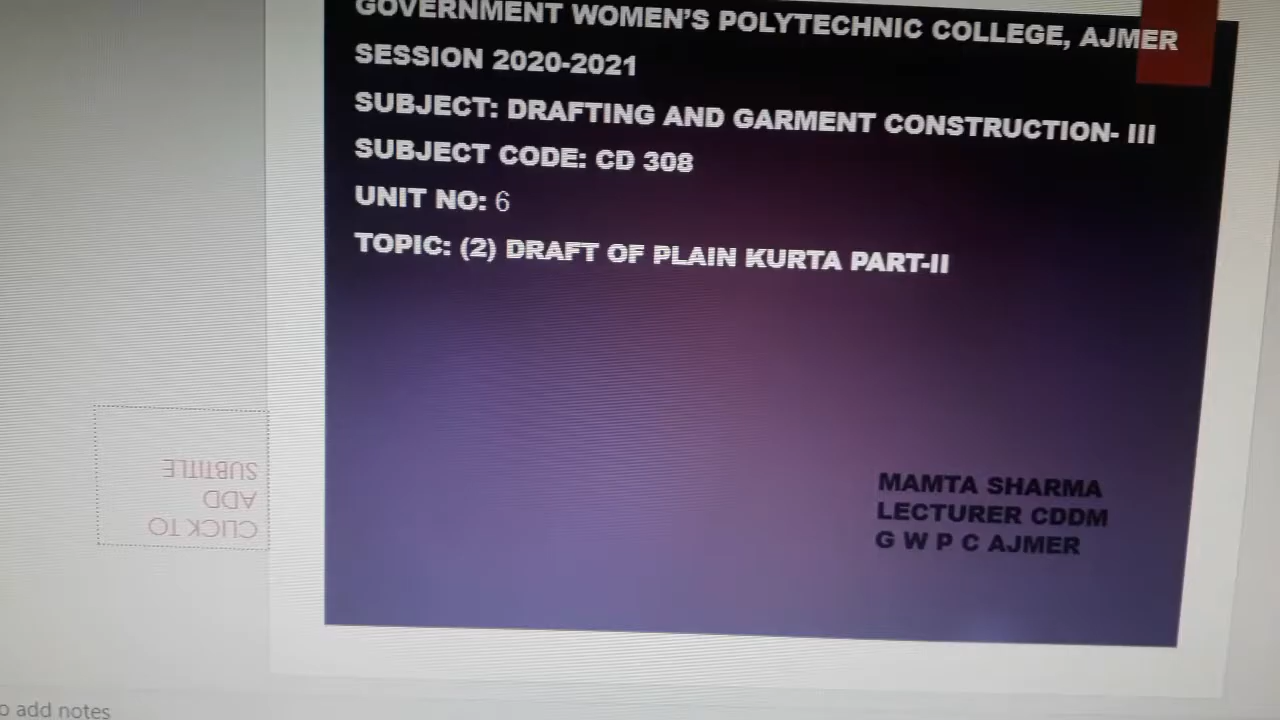 GOVERNMENT WOMEN'S POLYTECHNIC COLLEGE, AJMER
SESSION 2020-2021
SUBJECT: DRAFTING AND GARMENT CONSTRUCTION- III
SUBJECT CODE: CD 308
UNIT NO: 6
TOPIC: (2) DRAFT OF PLAIN KURTA PART-II
MAMTA SHARMA
LECTURER CDDM
G W P C AJMER
CLICK TO
ADD
SUBTITLE
add notes